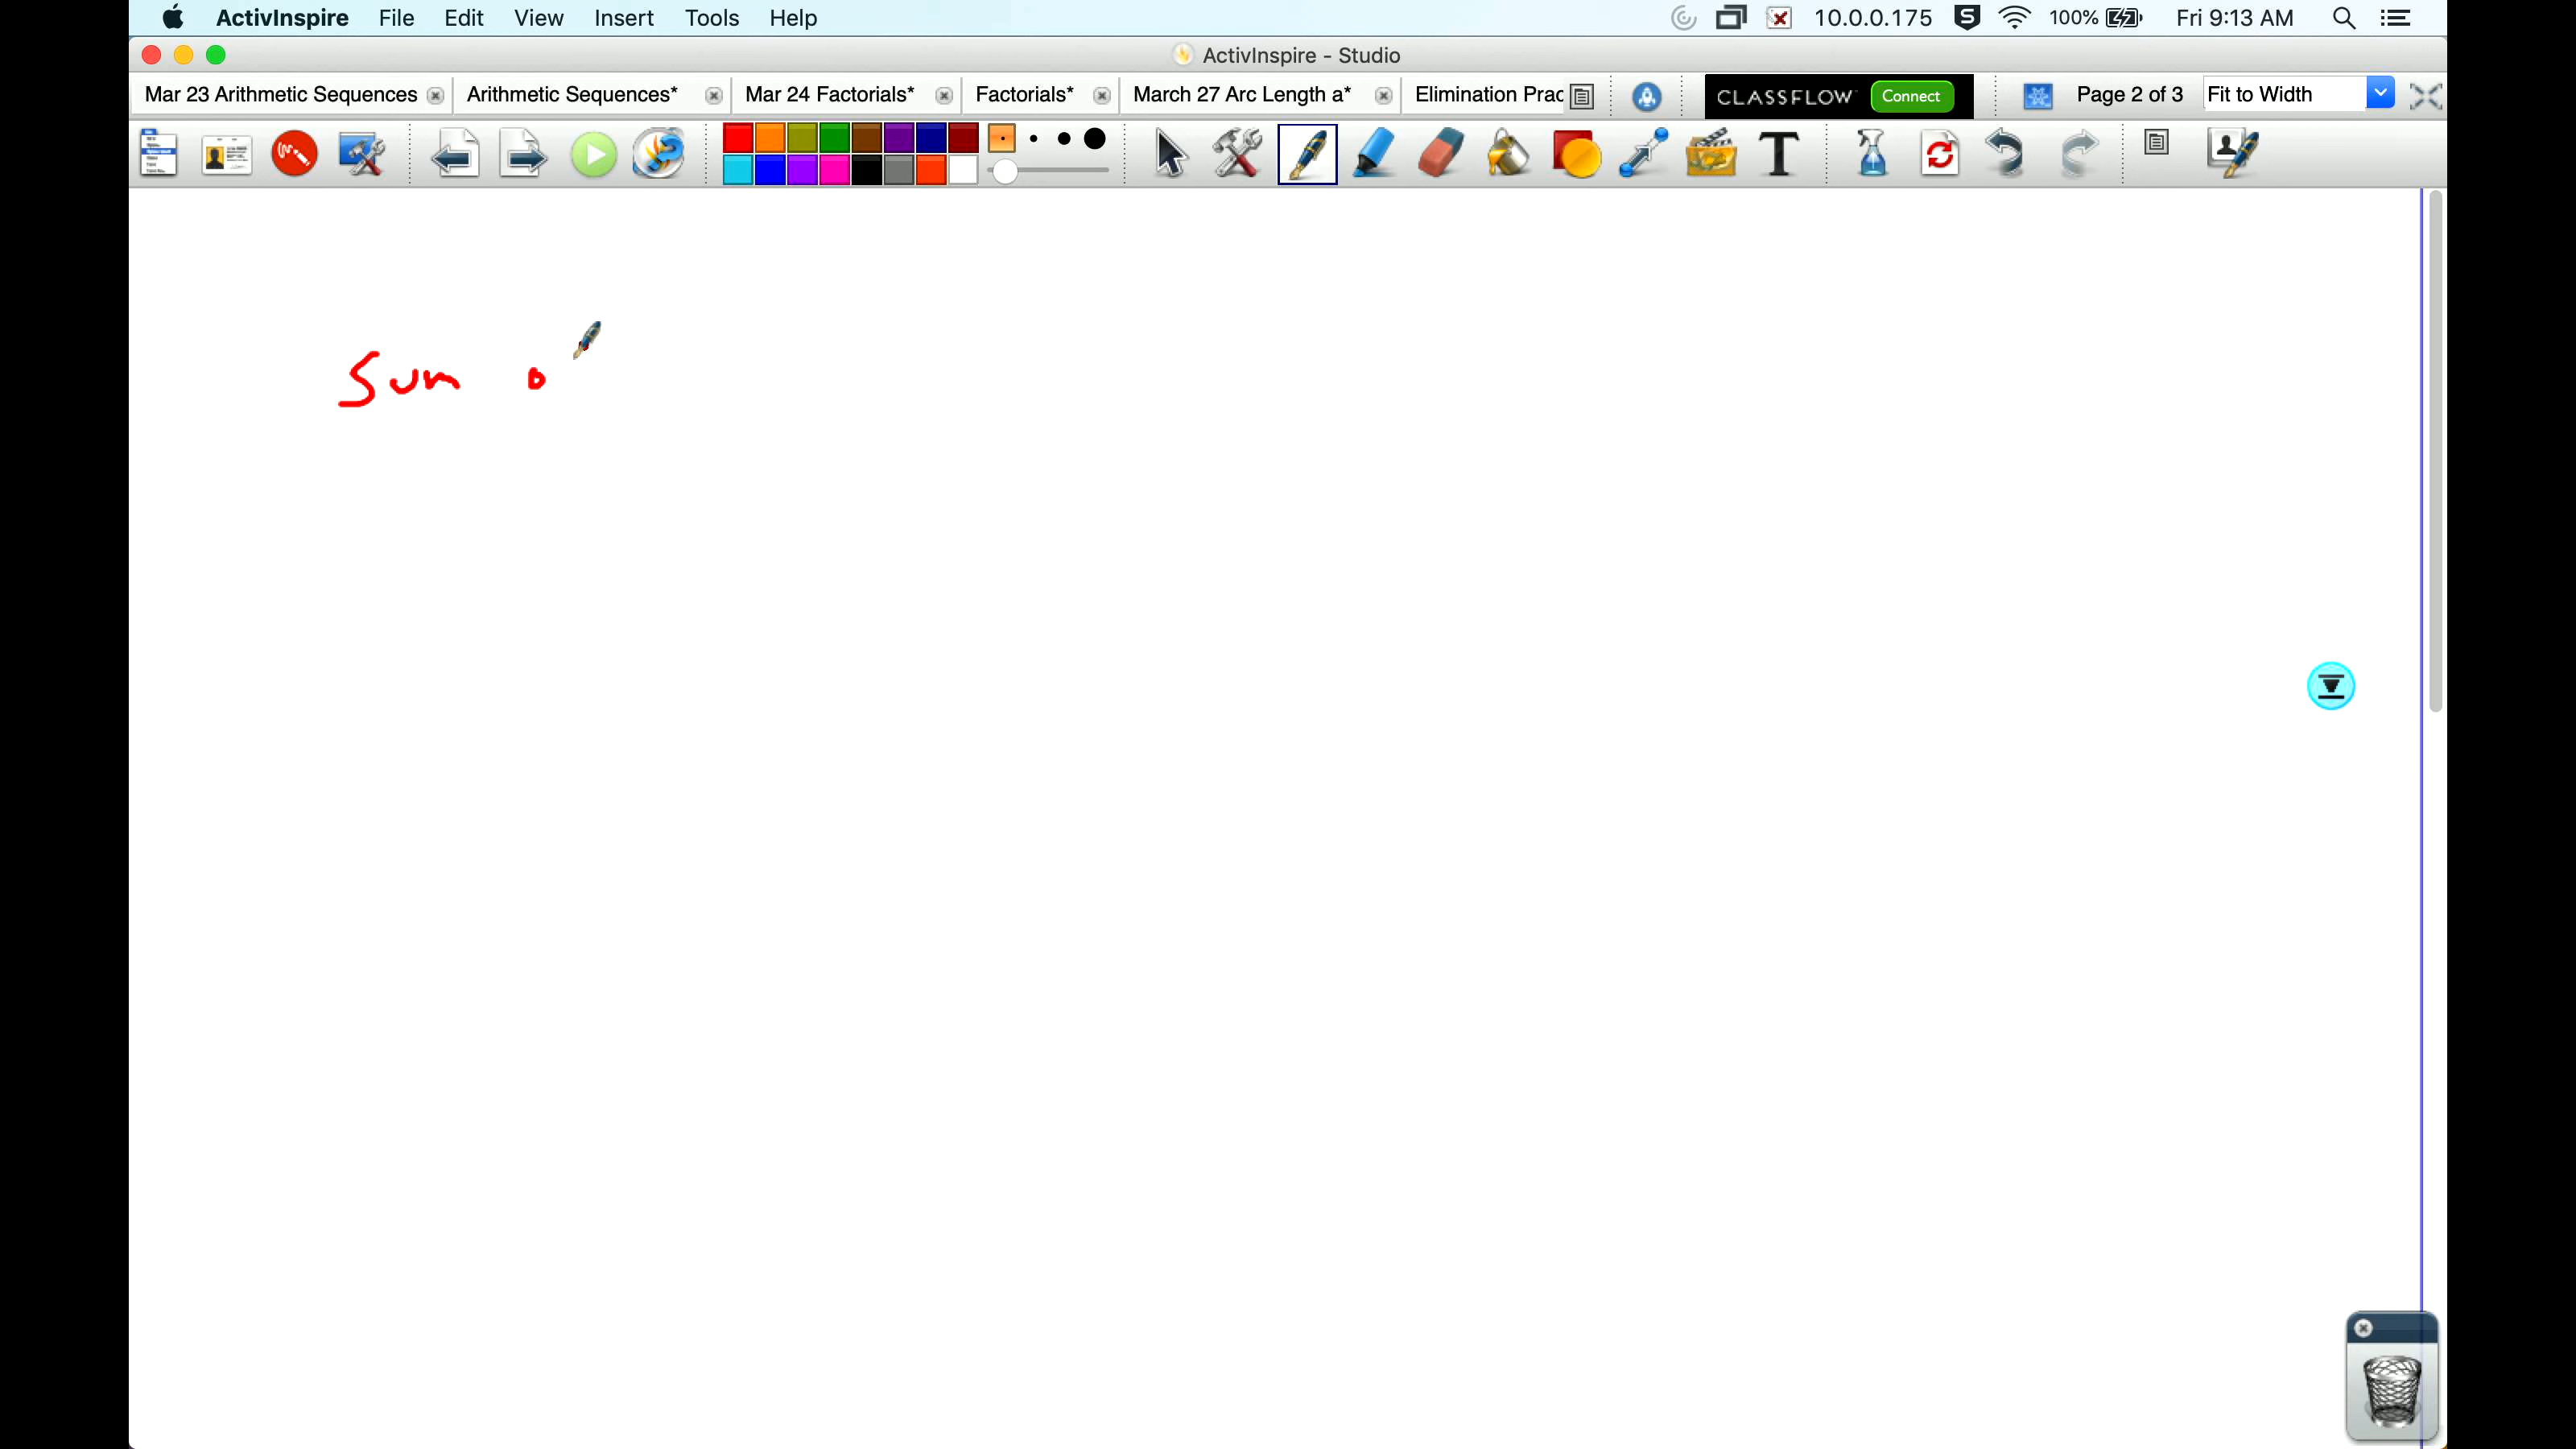 ActivInspire File Edit View Insert Tools Help 10.0.0.175 S 100% Fri 9:13 AM
ActivInspire - Studio
Mar 23 Arithmetic Sequences Arithmetic Sequences* Mar 24 Factorials* Factorials* March 27 Arc Length a* Elimination Prac CLASSFLOW Connect Page 2 of 3 Fit to Width
T
Sum o